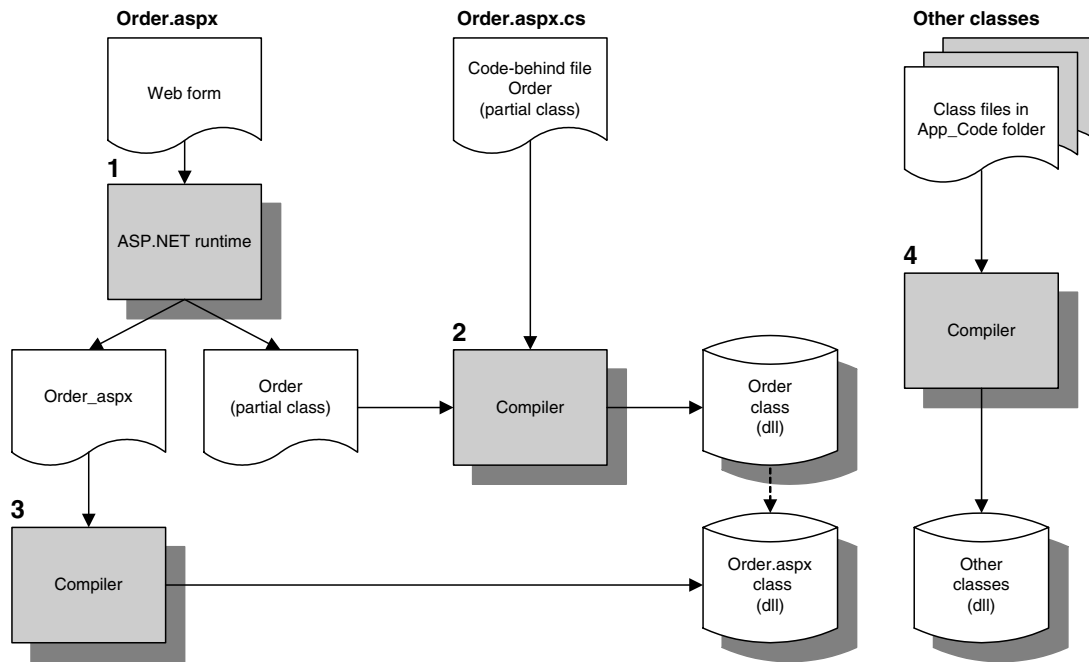 Order.aspx
Order.aspx.cs
Other classes
Web form
Code-behind file
Order
(partial class)
Class files in
App_Code folder
1
ASP.NET runtime
4
Compiler
2
Order_aspx
Order
(partial class)
Compiler
Order
class
(dll)
3
Compiler
Order.aspx
class
(dll)
Other
classes
(dll)